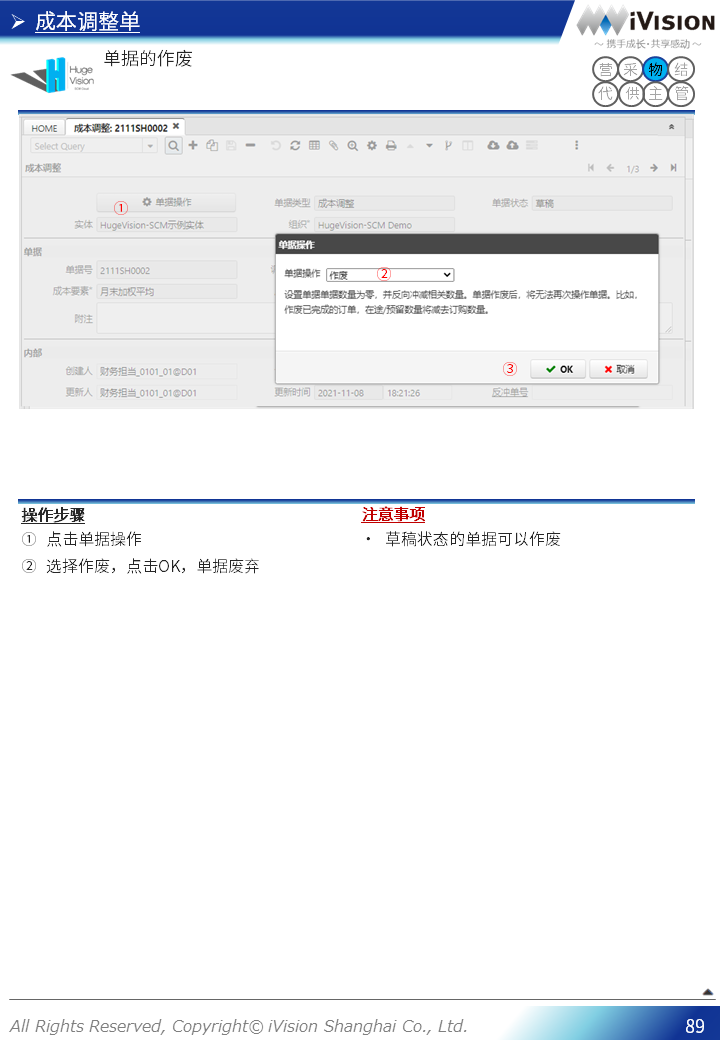 ➢ 成本调整单
iVISION
～ 携手成长·共享感动 ～
Huge
Vision
单据的作废
营 采 物 结
代 供 主 管
HOME 成本调整: 2111SH0002
Select Query
成本调整
1/3
① 单据操作 单据类型 成本调整 单据状态 草稿
实体 HugeVision-SCM示例实体 组织* HugeVision-SCM Demo
单据
单据操作
单据号 2111SH0002
单据操作 作废 ②
成本要素* 月末加权平均
设置单据单据数量为零，并反向冲减相关数量。单据作废后，将无法再次操作单据。比如，
作废已完成的订单，在途/预留数量将减去订购数量。
附注
内部
创建人 财务担当_0101_01@D01
③ OK 取消
更新人 财务担当_0101_01@D01 更新时间 2021-11-08 18:21:26 反冲单号
操作步骤
① 点击单据操作
② 选择作废，点击OK，单据废弃
注意事项
• 草稿状态的单据可以作废
All Rights Reserved, Copyright© iVision Shanghai Co., Ltd.
89